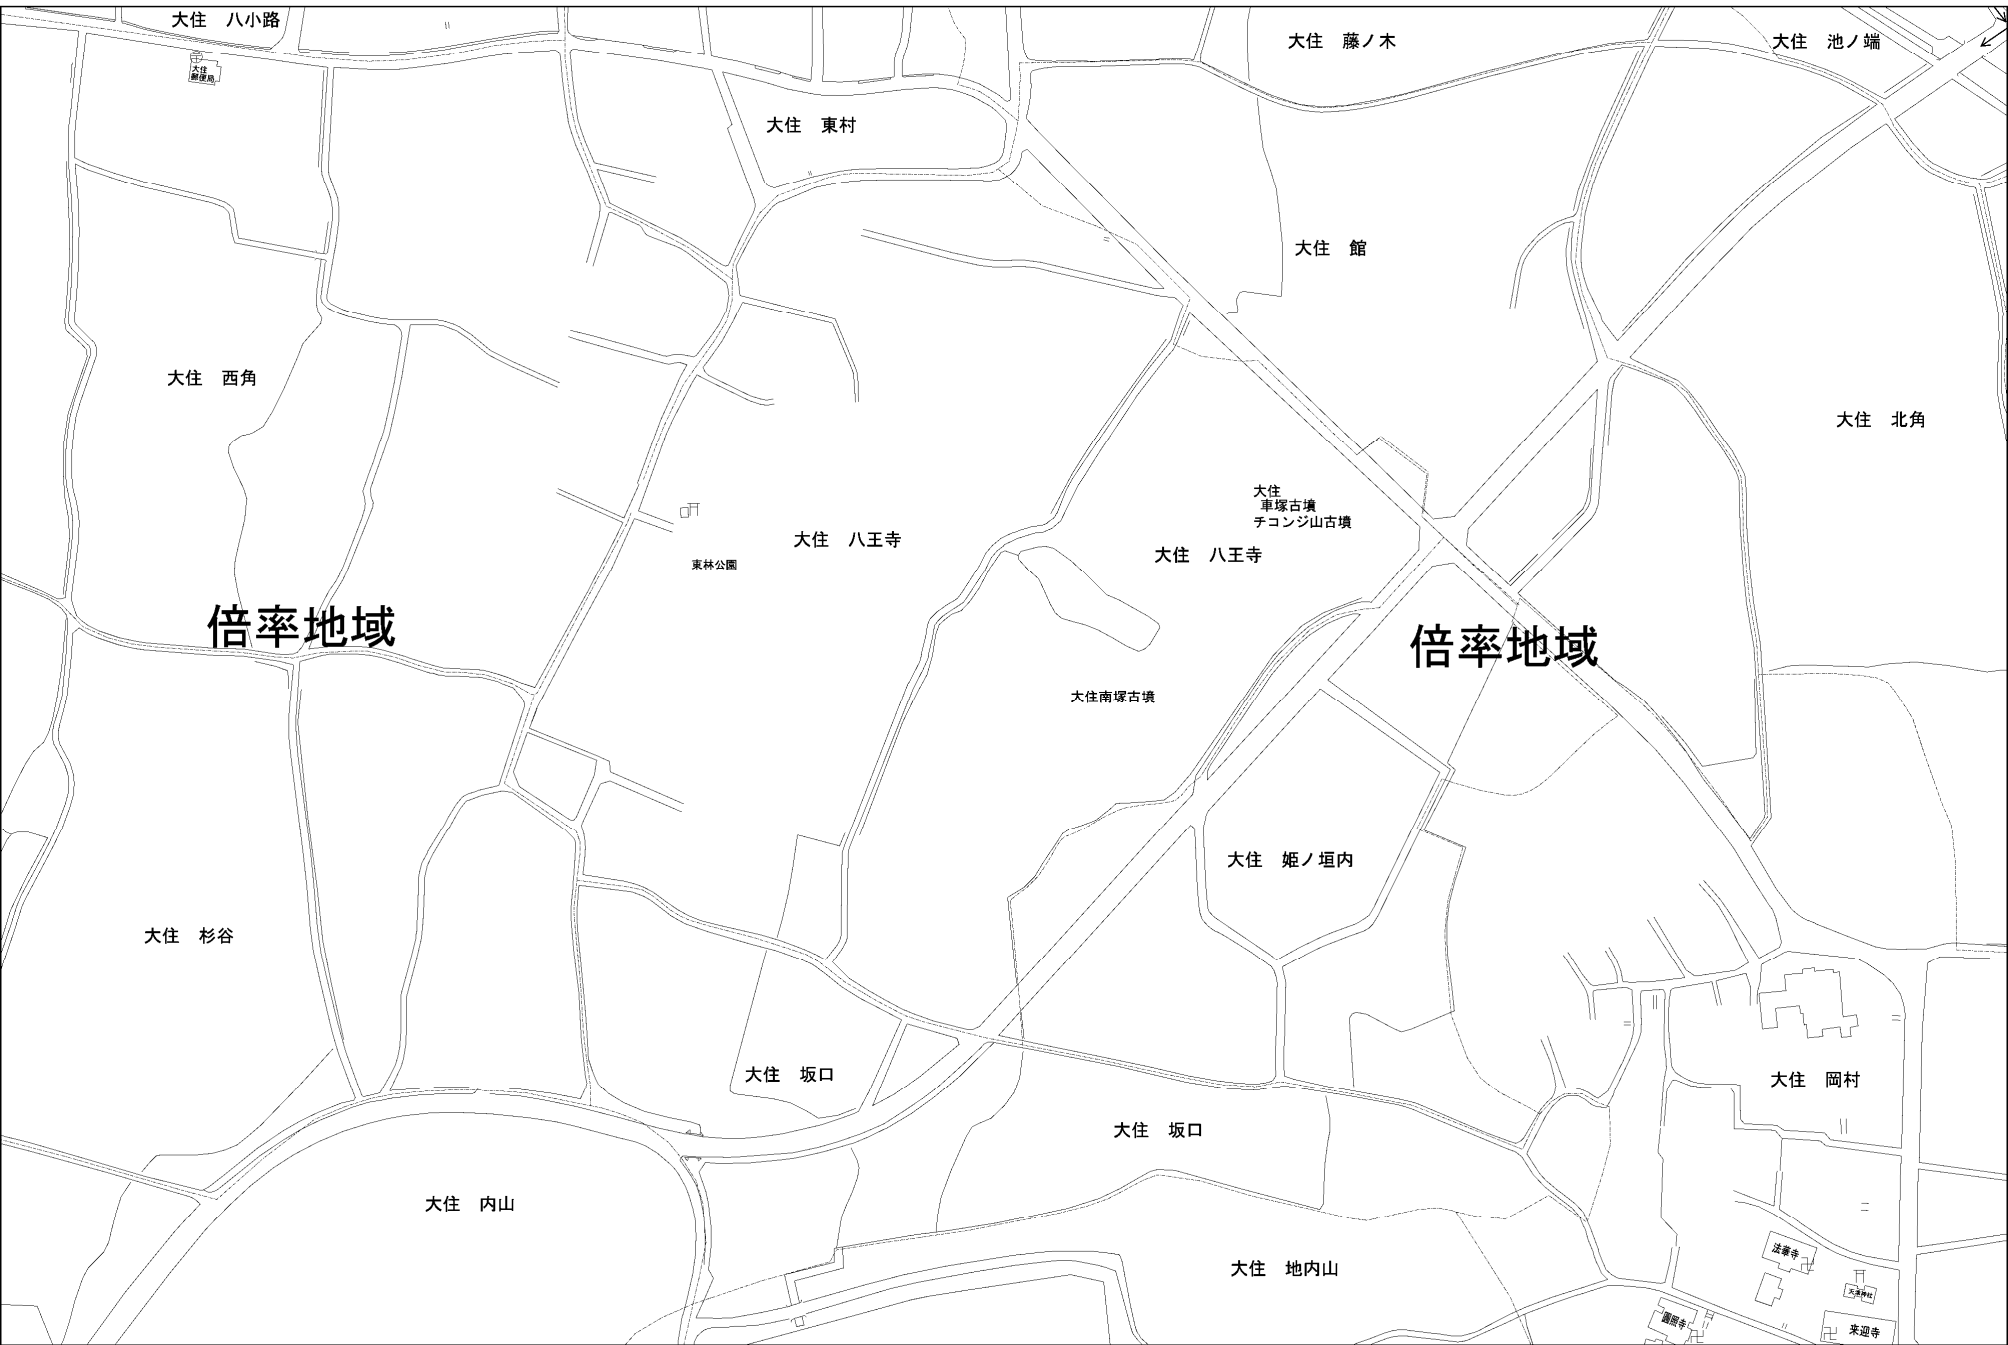 大住　八小路
大住　藤ノ木
大住　池ノ端
大住
郵便局
大住　東村
大住　館
大住　西角
大住　北角
大住
車塚古墳
チコンジ山古墳
大住　八王寺
大住　八王寺
東林公園
倍率地域
倍率地域
大住南塚古墳
大住　姫ノ垣内
大住　杉谷
大住　坂口
大住　岡村
大住　坂口
大住　内山
法華寺
大住　地内山
圓照寺
来迎寺